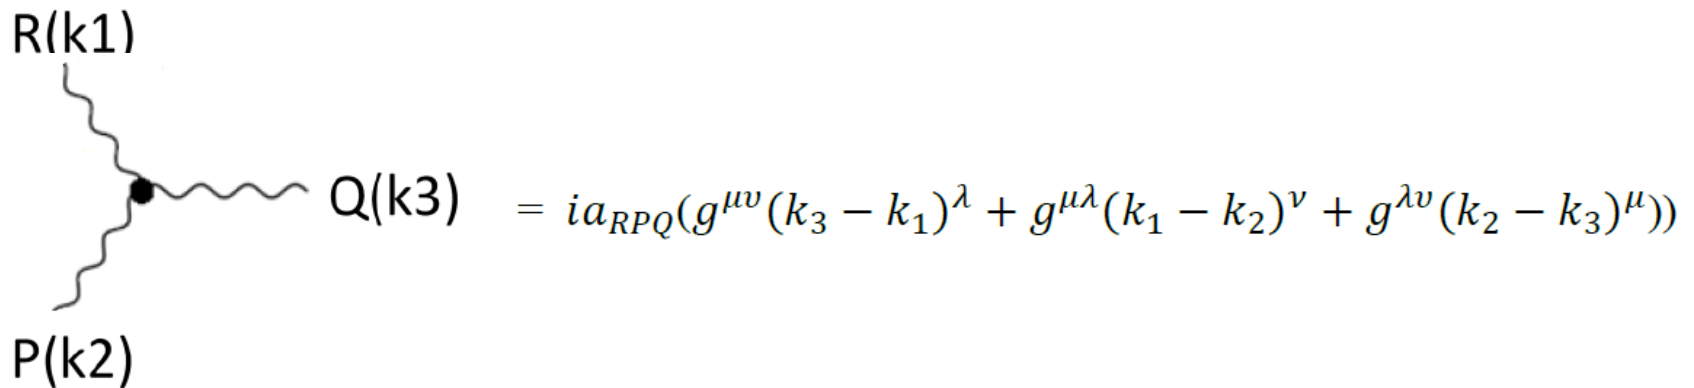 R(k1)
Q(k3) = ia_{RPQ}(g^{μυ}(k_3 − k_1)^λ + g^{μλ}(k_1 − k_2)^ν + g^{λυ}(k_2 − k_3)^μ))
P(k2)